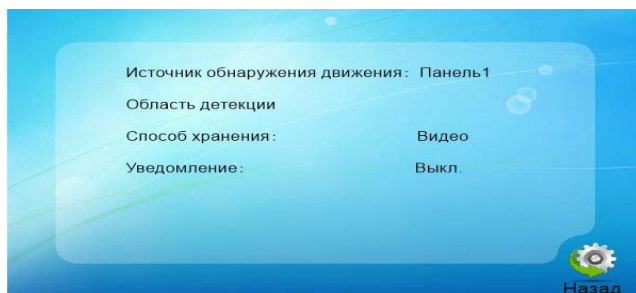 Источник обнаружения движения: Панель1
Область детекции
Способ хранения: Видео
Уведомление: Выкл.
Назад